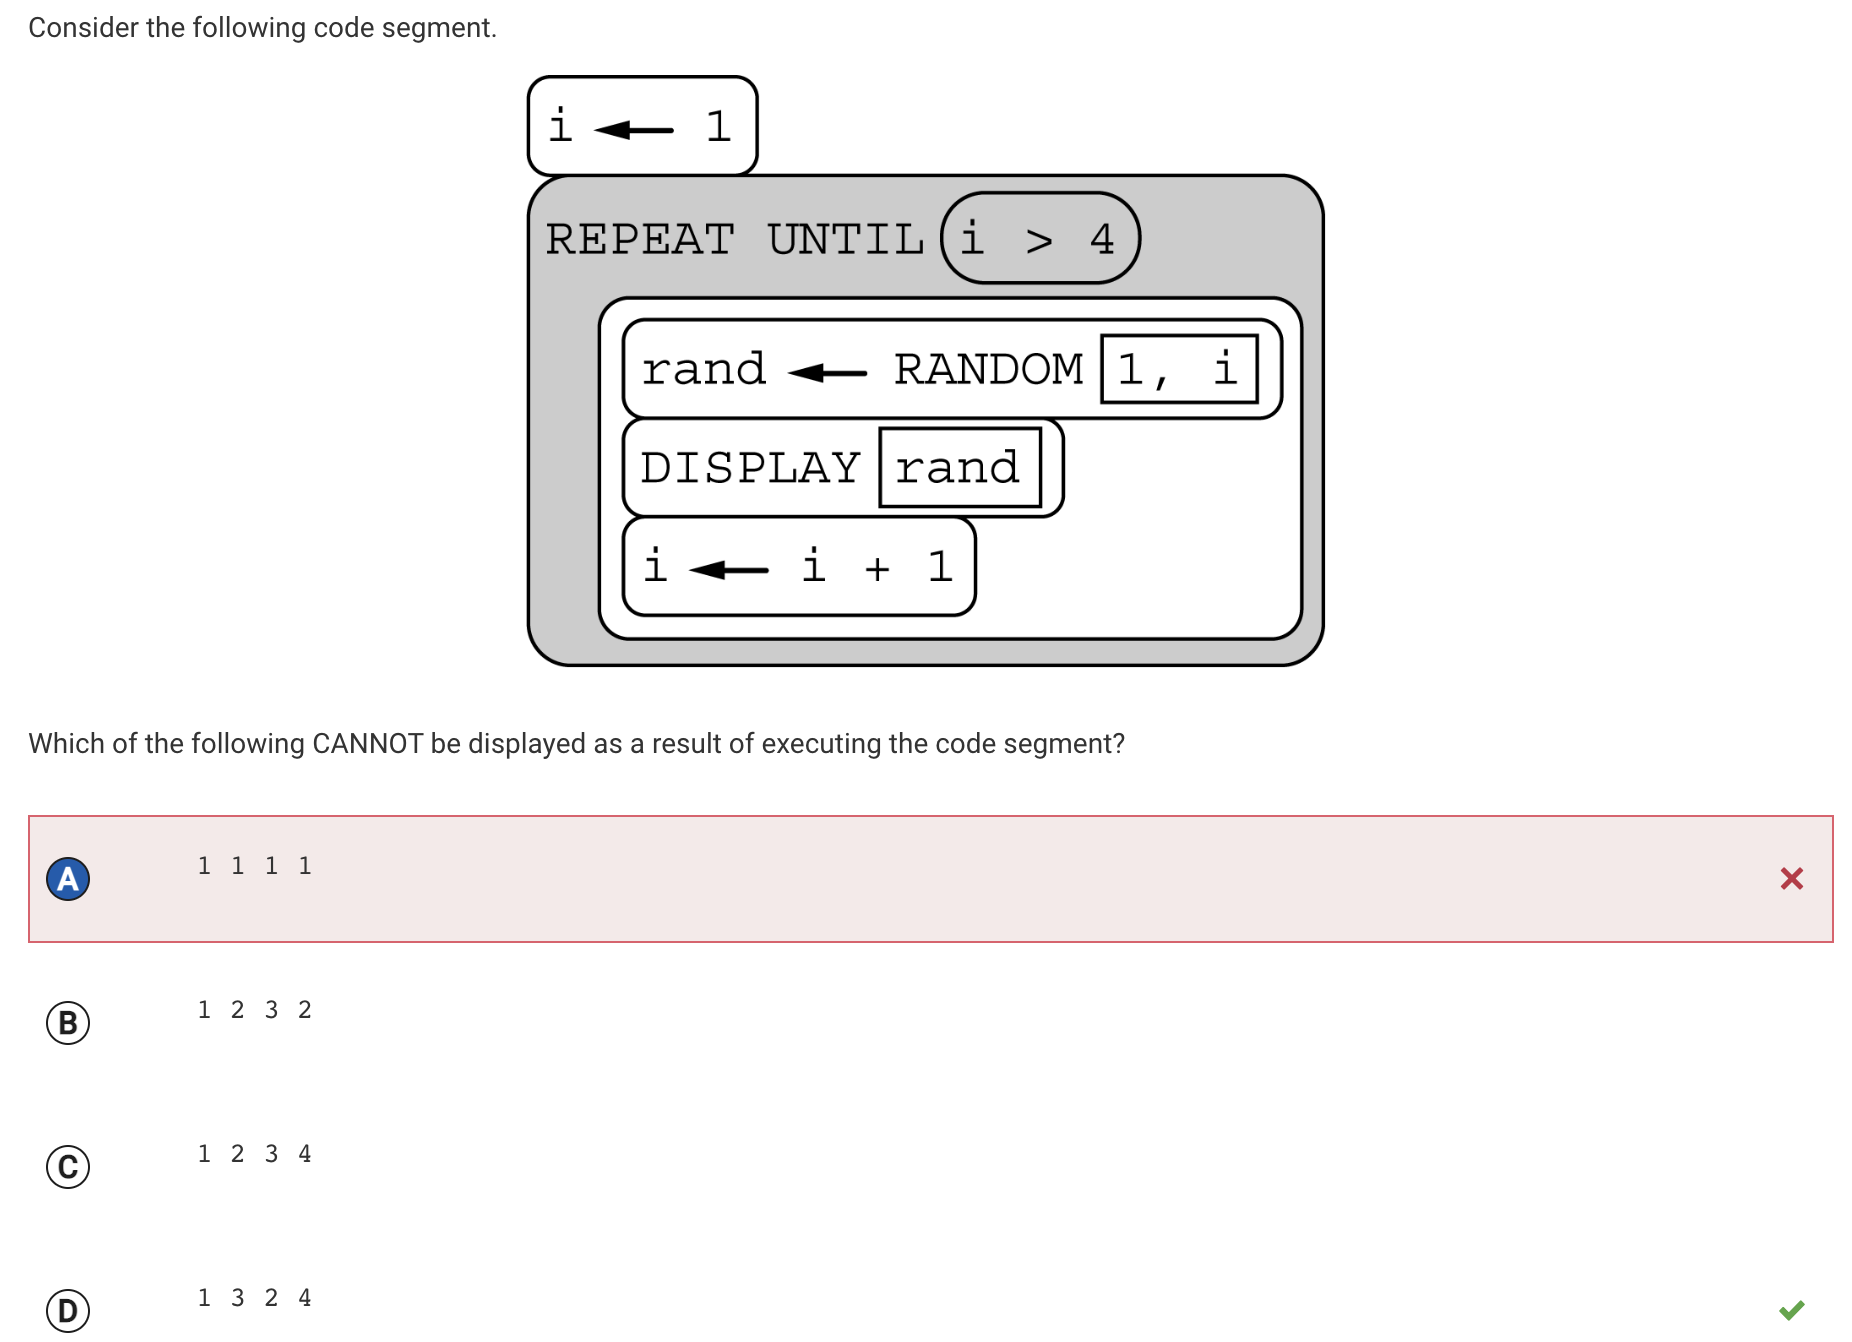 Consider the following code segment.
i ← 1
REPEAT UNTIL i > 4
rand ← RANDOM 1, i
DISPLAY rand
i ← i + 1
Which of the following CANNOT be displayed as a result of executing the code segment?
A 1 1 1 1
B 1 2 3 2
C 1 2 3 4
D 1 3 2 4